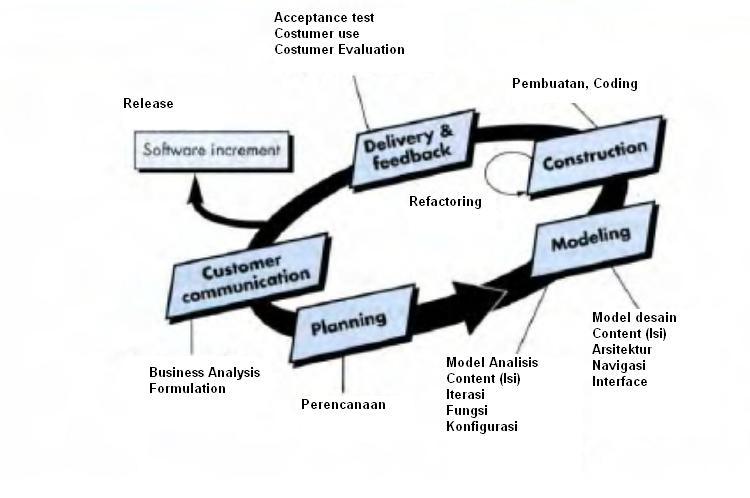 Acceptance test
Costumer use
Costumer Evaluation
Pembuatan, Coding
Release
Software increment
Delivery &
feedback
Construction
Refactoring
Modeling
Customer
communication
Planning
Model desain
Content (Isi)
Arsitektur
Navigasi
Interface
Business Analysis
Formulation
Model Analisis
Content (Isi)
Iterasi
Fungsi
Konfigurasi
Perencanaan